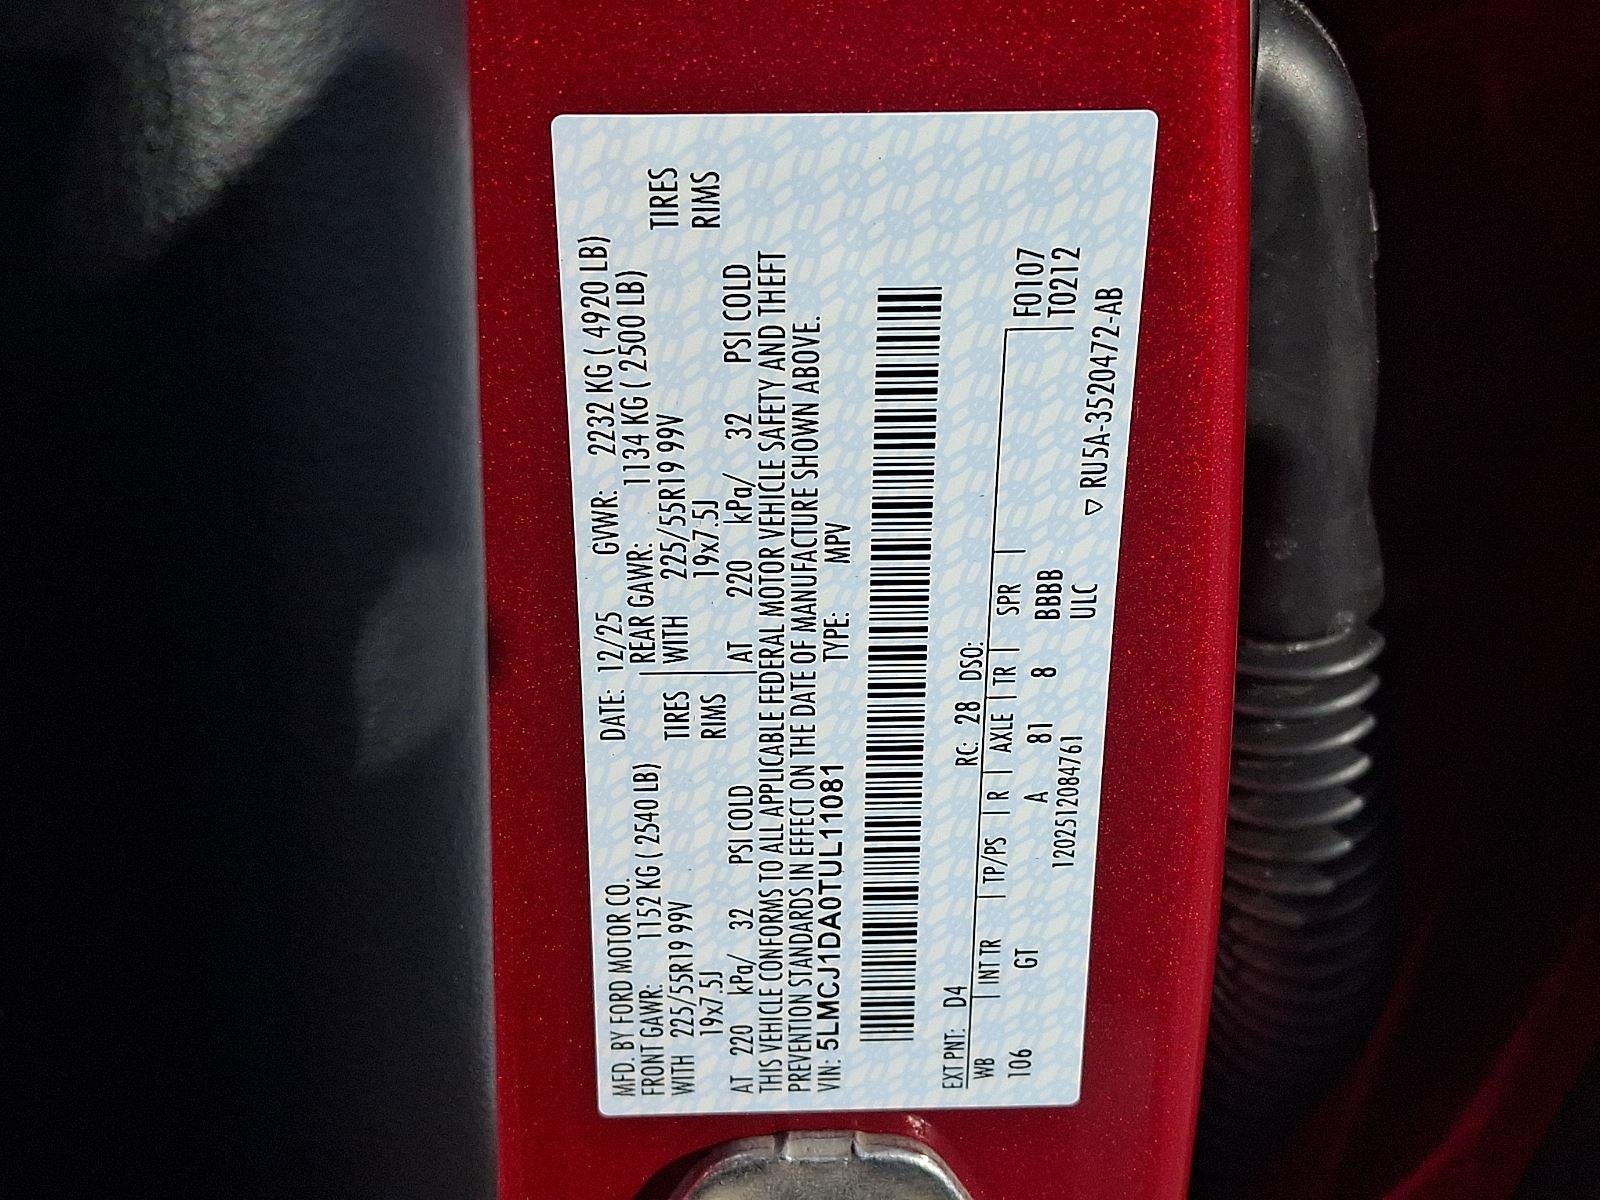 MFD. BY FORD MOTOR CO. DATE: 12/25 GVWR: 2232 KG ( 4920 LB)
FRONT GAWR: 1152 KG ( 2540 LB) REAR GAWR: 1134 KG ( 2500 LB)
WITH 225/55R19 99V TIRES WITH 225/55R19 99V TIRES
19x7.5J RIMS 19x7.5J RIMS
AT 220 kPa/ 32 PSI COLD AT 220 kPa/ 32 PSI COLD
THIS VEHICLE CONFORMS TO ALL APPLICABLE FEDERAL MOTOR VEHICLE SAFETY AND THEFT
PREVENTION STANDARDS IN EFFECT ON THE DATE OF MANUFACTURE SHOWN ABOVE.
VIN: 5LMCJ1DA0TUL11081 TYPE: MPV
EXT PNT: D4 RC: 28 DSO:
WB INT TR TP/PS R AXLE TR SPR F0107
106 GT A 81 8 BBBB T0212
1202512084761 ULC
▽ RU5A-3520472-AB